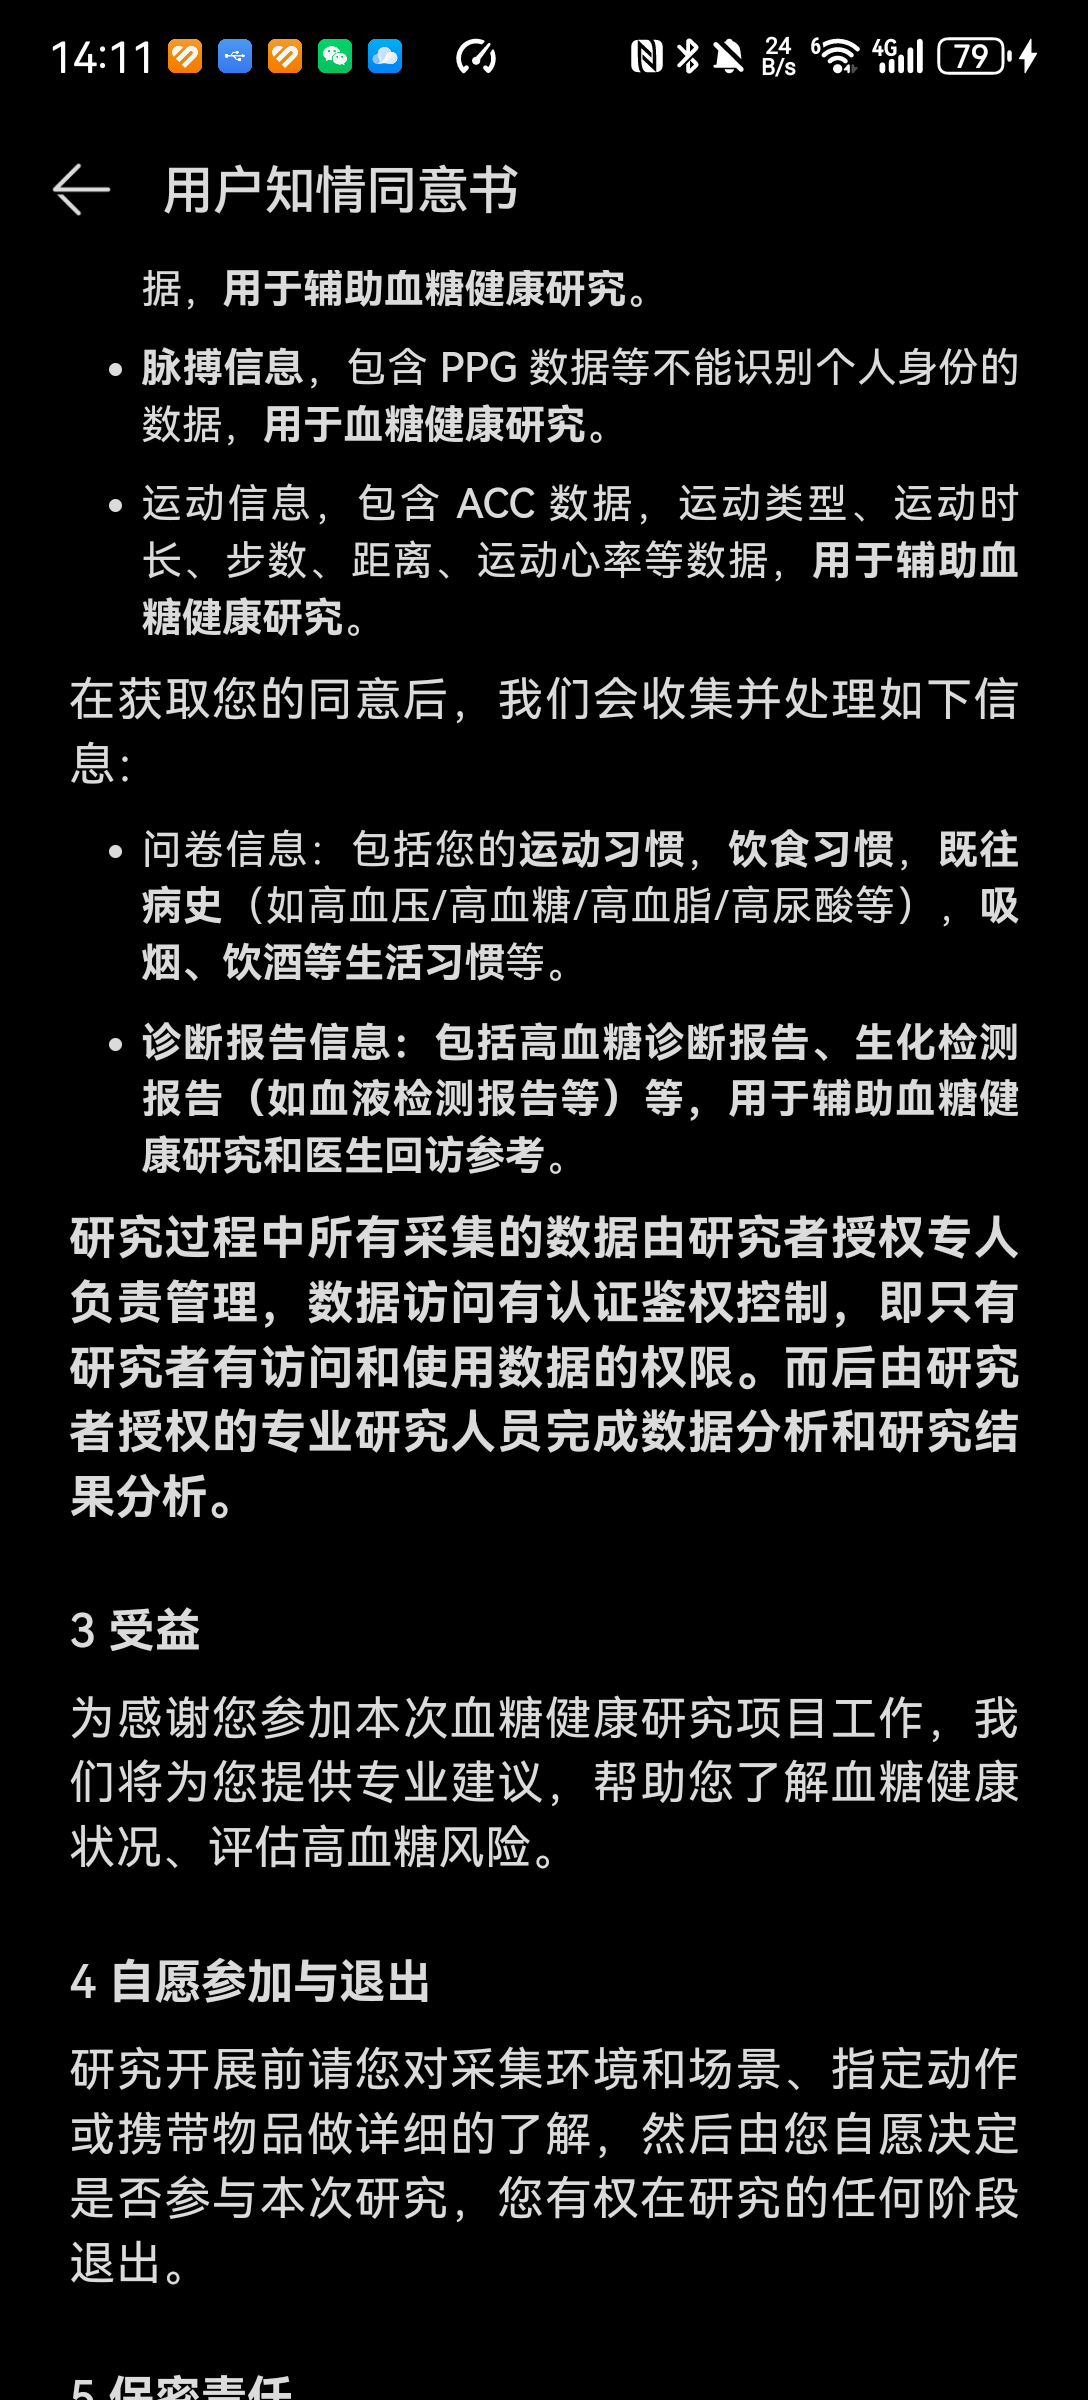 14:11
24 B/s
6
4G
79
用户知情同意书
据，用于辅助血糖健康研究。
• 脉搏信息，包含 PPG 数据等不能识别个人身份的
数据，用于血糖健康研究。
• 运动信息，包含 ACC 数据，运动类型、运动时
长、步数、距离、运动心率等数据，用于辅助血
糖健康研究。
在获取您的同意后，我们会收集并处理如下信
息：
• 问卷信息：包括您的运动习惯，饮食习惯，既往
病史（如高血压/高血糖/高血脂/高尿酸等），吸
烟、饮酒等生活习惯等。
• 诊断报告信息：包括高血糖诊断报告、生化检测
报告（如血液检测报告等）等，用于辅助血糖健
康研究和医生回访参考。
研究过程中所有采集的数据由研究者授权专人
负责管理，数据访问有认证鉴权控制，即只有
研究者有访问和使用数据的权限。而后由研究
者授权的专业研究人员完成数据分析和研究结
果分析。
3 受益
为感谢您参加本次血糖健康研究项目工作，我
们将为您提供专业建议，帮助您了解血糖健康
状况、评估高血糖风险。
4 自愿参加与退出
研究开展前请您对采集环境和场景、指定动作
或携带物品做详细的了解，然后由您自愿决定
是否参与本次研究，您有权在研究的任何阶段
退出。
5 保密责任